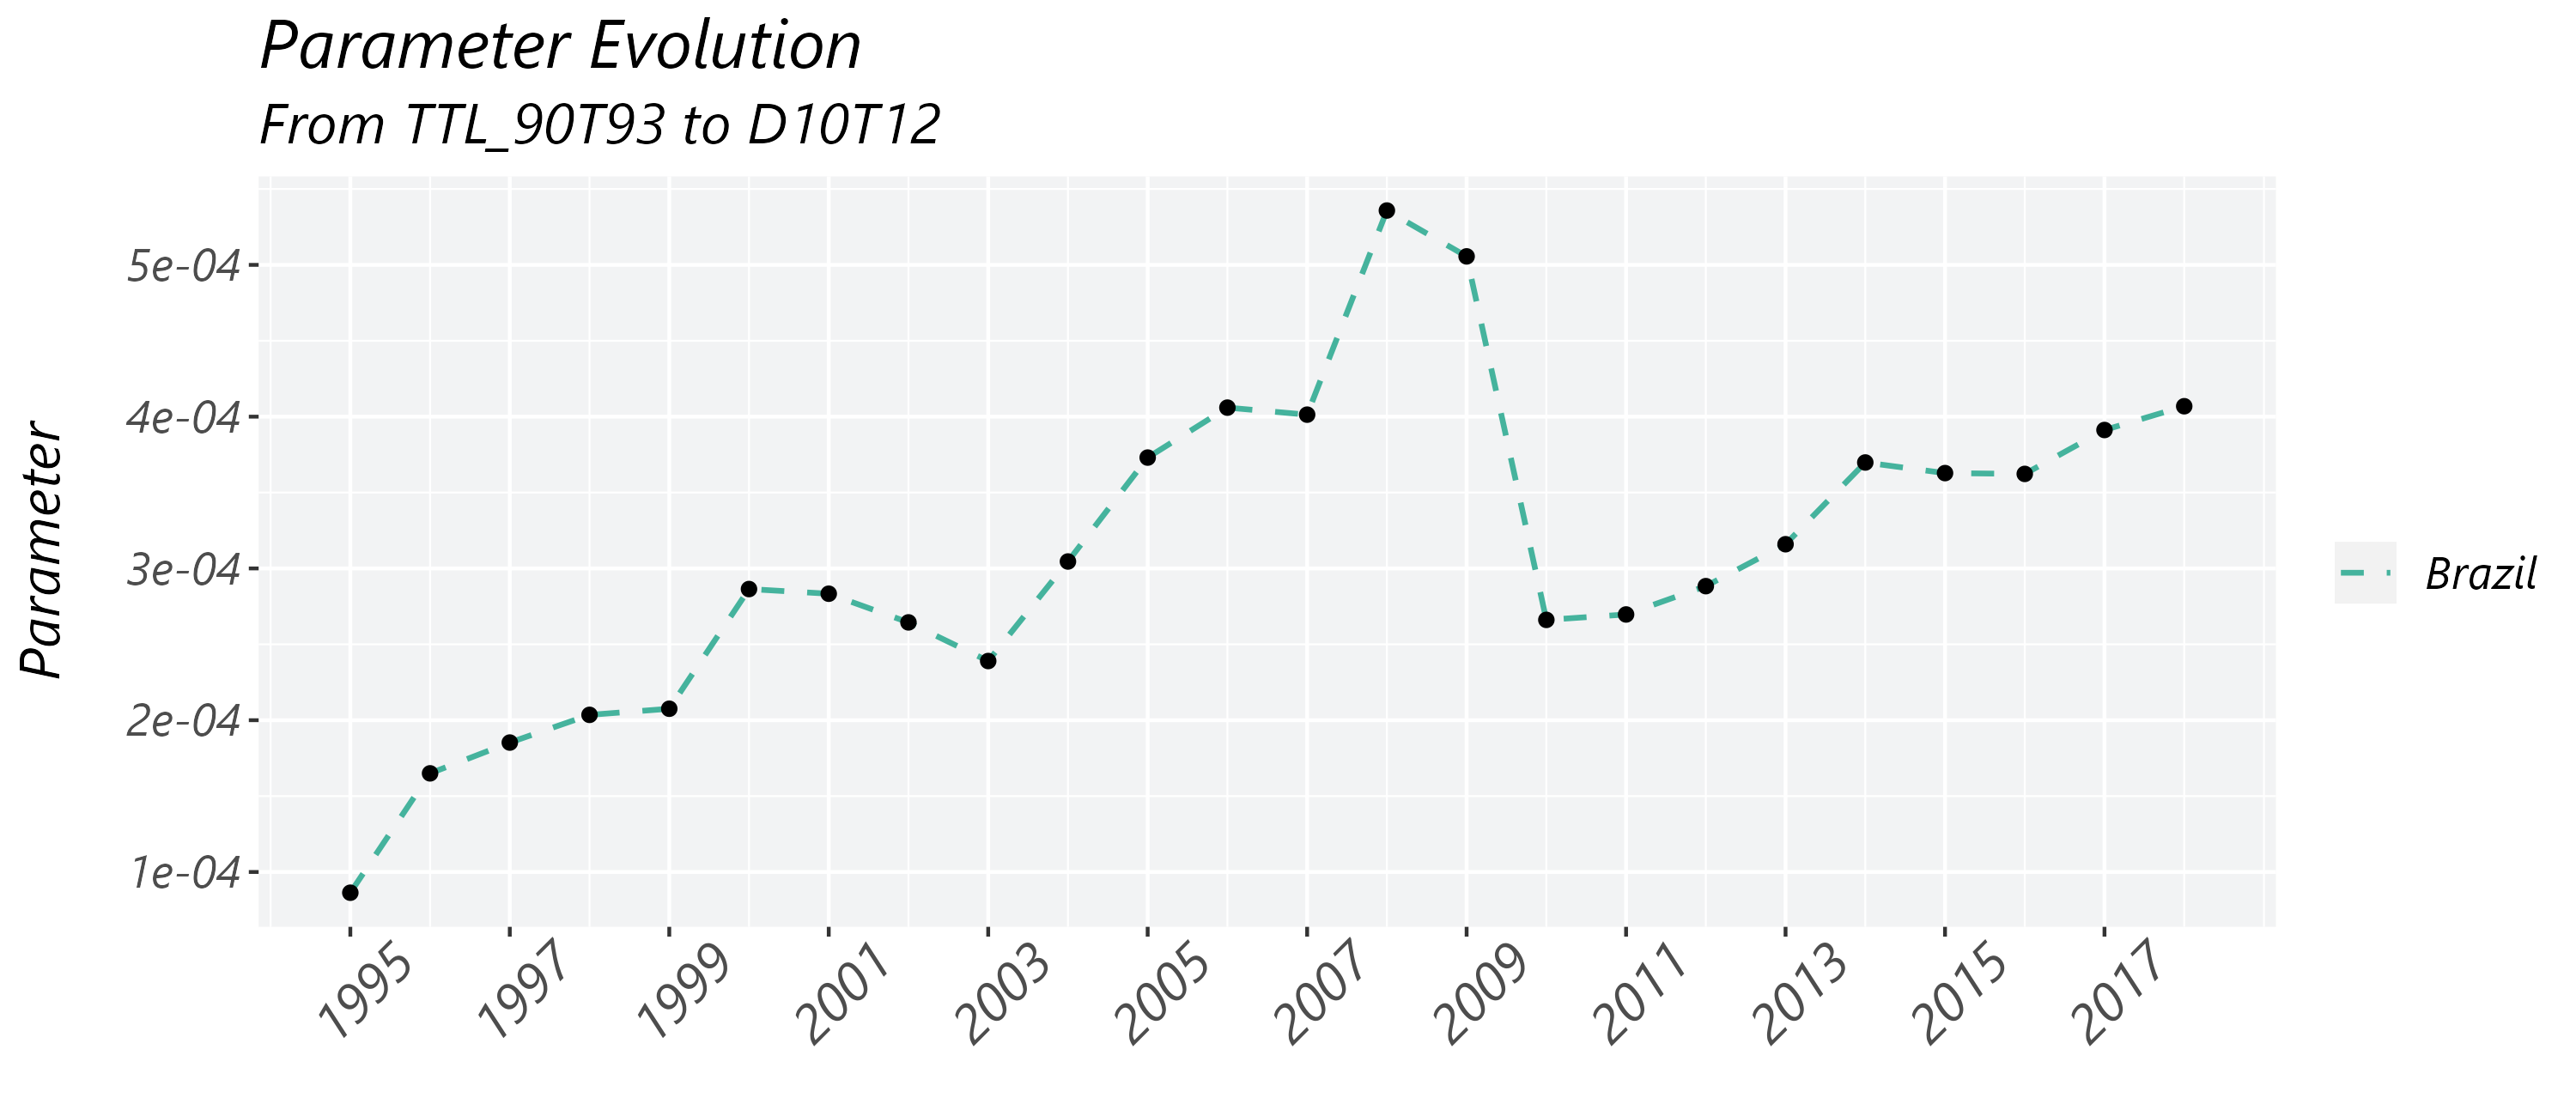 Parameter Evolution
From TTL_90T93 to D10T12
Parameter
5e-04
4e-04
3e-04
2e-04
1e-04
1995
1997
1999
2001
2003
2005
2007
2009
2011
2013
2015
2017
Brazil